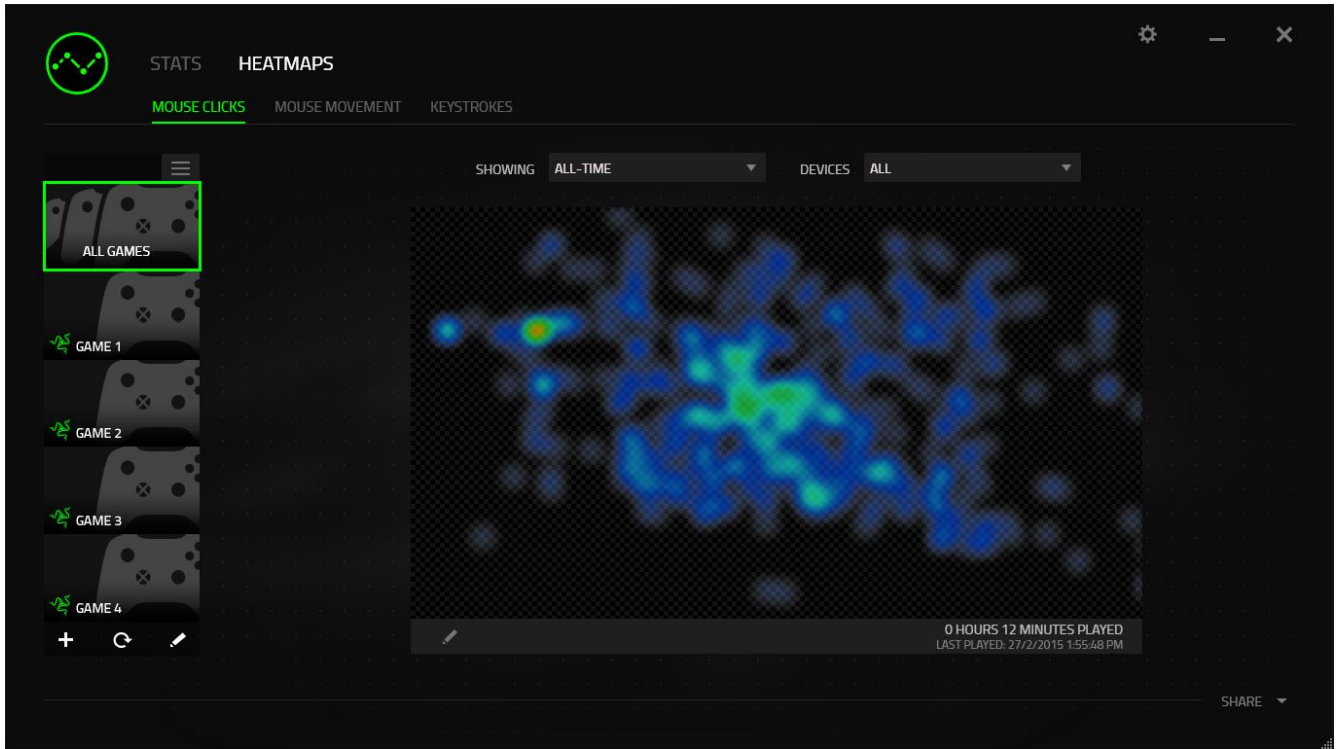 STATS HEATMAPS
MOUSE CLICKS MOUSE MOVEMENT KEYSTROKES
SHOWING ALL-TIME DEVICES ALL
ALL GAMES
GAME 1
GAME 2
GAME 3
GAME 4
0 HOURS 12 MINUTES PLAYED
LAST PLAYED: 27/2/2015 1:55:48 PM
SHARE